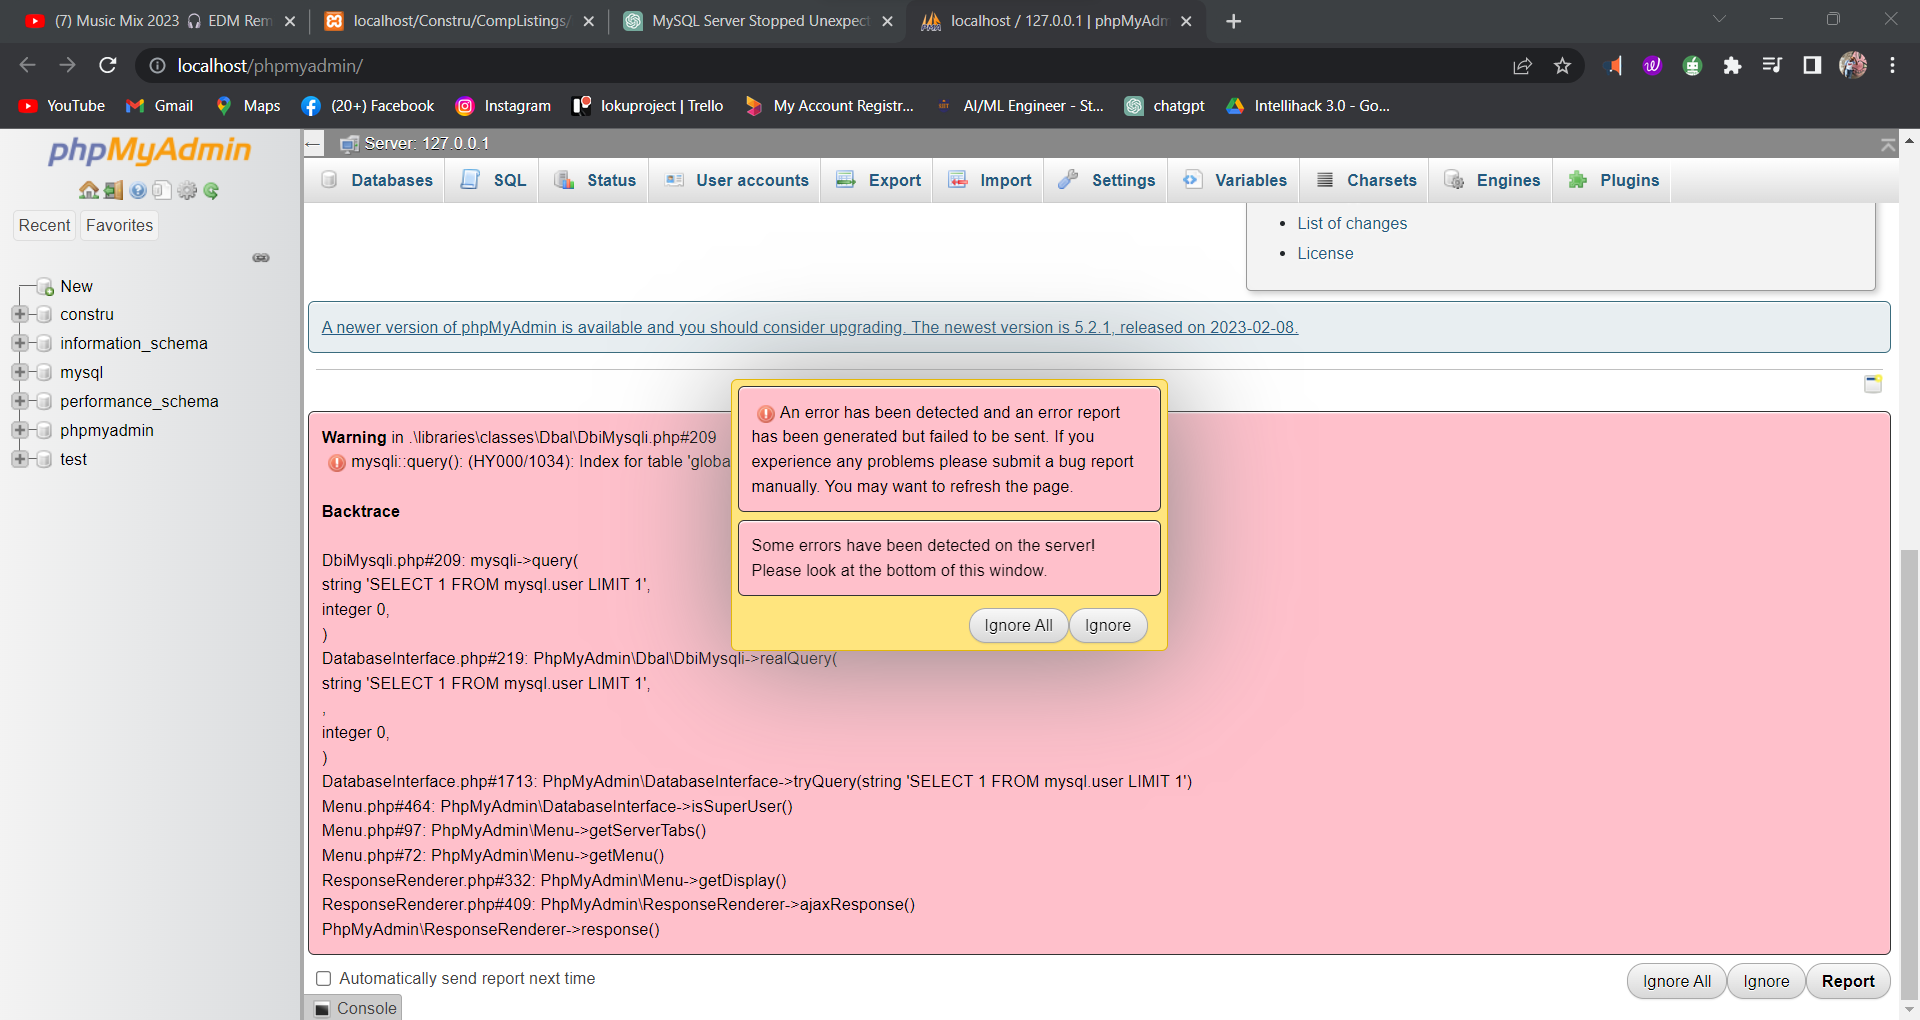 (7) Music Mix 2023 🎧 EDM Rem
localhost/Constru/CompListings/
MySQL Server Stopped Unexpect
localhost / 127.0.0.1 | phpMyAdm
localhost/phpmyadmin/
YouTube
Gmail
Maps
(20+) Facebook
Instagram
lokuproject | Trello
My Account Registr...
AI/ML Engineer - St...
chatgpt
Intellihack 3.0 - Go...
phpMyAdmin
Recent
Favorites
New
constru
information_schema
mysql
performance_schema
phpmyadmin
test
Server: 127.0.0.1
Databases
SQL
Status
User accounts
Export
Import
Settings
Variables
Charsets
Engines
Plugins
• List of changes
• License
A newer version of phpMyAdmin is available and you should consider upgrading. The newest version is 5.2.1, released on 2023-02-08.
Warning in .\libraries\classes\Dbal\DbiMysqli.php#209
mysqli::query(): (HY000/1034): Index for table 'globa
Backtrace
DbiMysqli.php#209: mysqli->query(
string 'SELECT 1 FROM mysql.user LIMIT 1',
integer 0,
)
DatabaseInterface.php#219: PhpMyAdmin\Dbal\DbiMysqli->realQuery(
string 'SELECT 1 FROM mysql.user LIMIT 1',
,
integer 0,
)
DatabaseInterface.php#1713: PhpMyAdmin\DatabaseInterface->tryQuery(string 'SELECT 1 FROM mysql.user LIMIT 1')
Menu.php#464: PhpMyAdmin\DatabaseInterface->isSuperUser()
Menu.php#97: PhpMyAdmin\Menu->getServerTabs()
Menu.php#72: PhpMyAdmin\Menu->getMenu()
ResponseRenderer.php#332: PhpMyAdmin\Menu->getDisplay()
ResponseRenderer.php#409: PhpMyAdmin\ResponseRenderer->ajaxResponse()
PhpMyAdmin\ResponseRenderer->response()
An error has been detected and an error report
has been generated but failed to be sent. If you
experience any problems please submit a bug report
manually. You may want to refresh the page.
Some errors have been detected on the server!
Please look at the bottom of this window.
Ignore All
Ignore
Automatically send report next time
Ignore All
Ignore
Report
Console